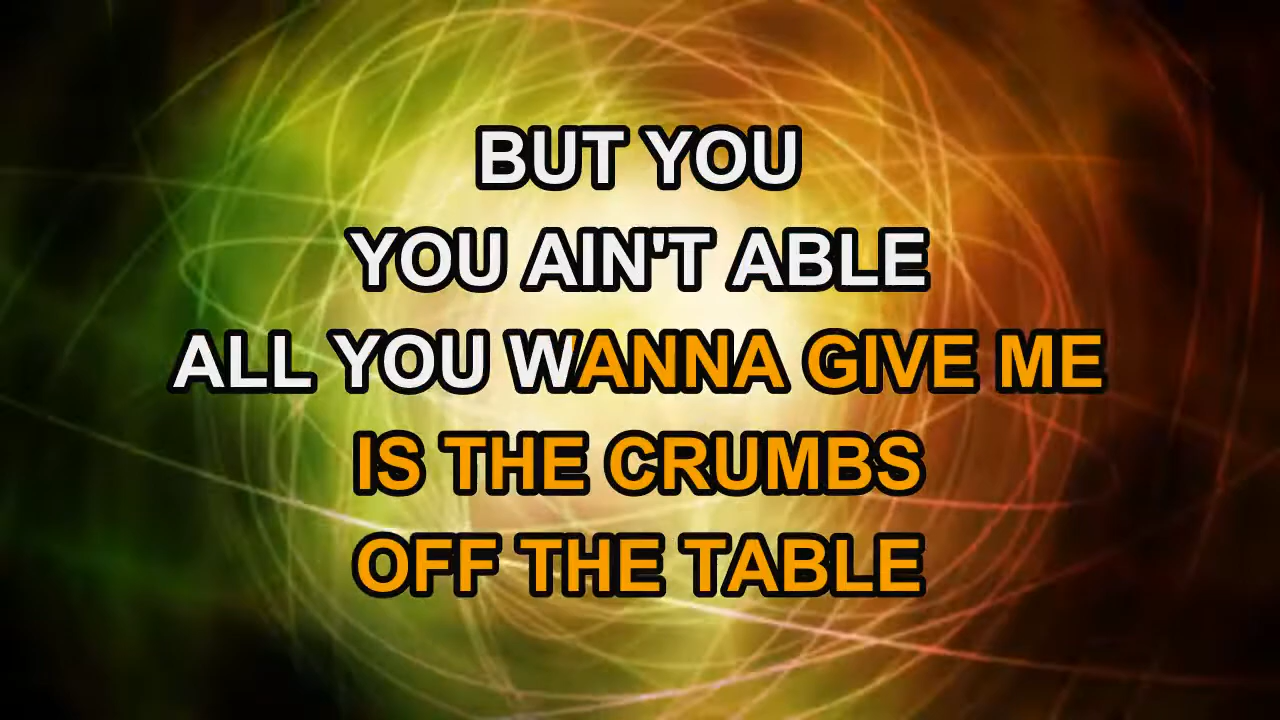 BUT YOU
YOU AIN'T ABLE
ALL YOU WANNA GIVE ME
IS THE CRUMBS
OFF THE TABLE